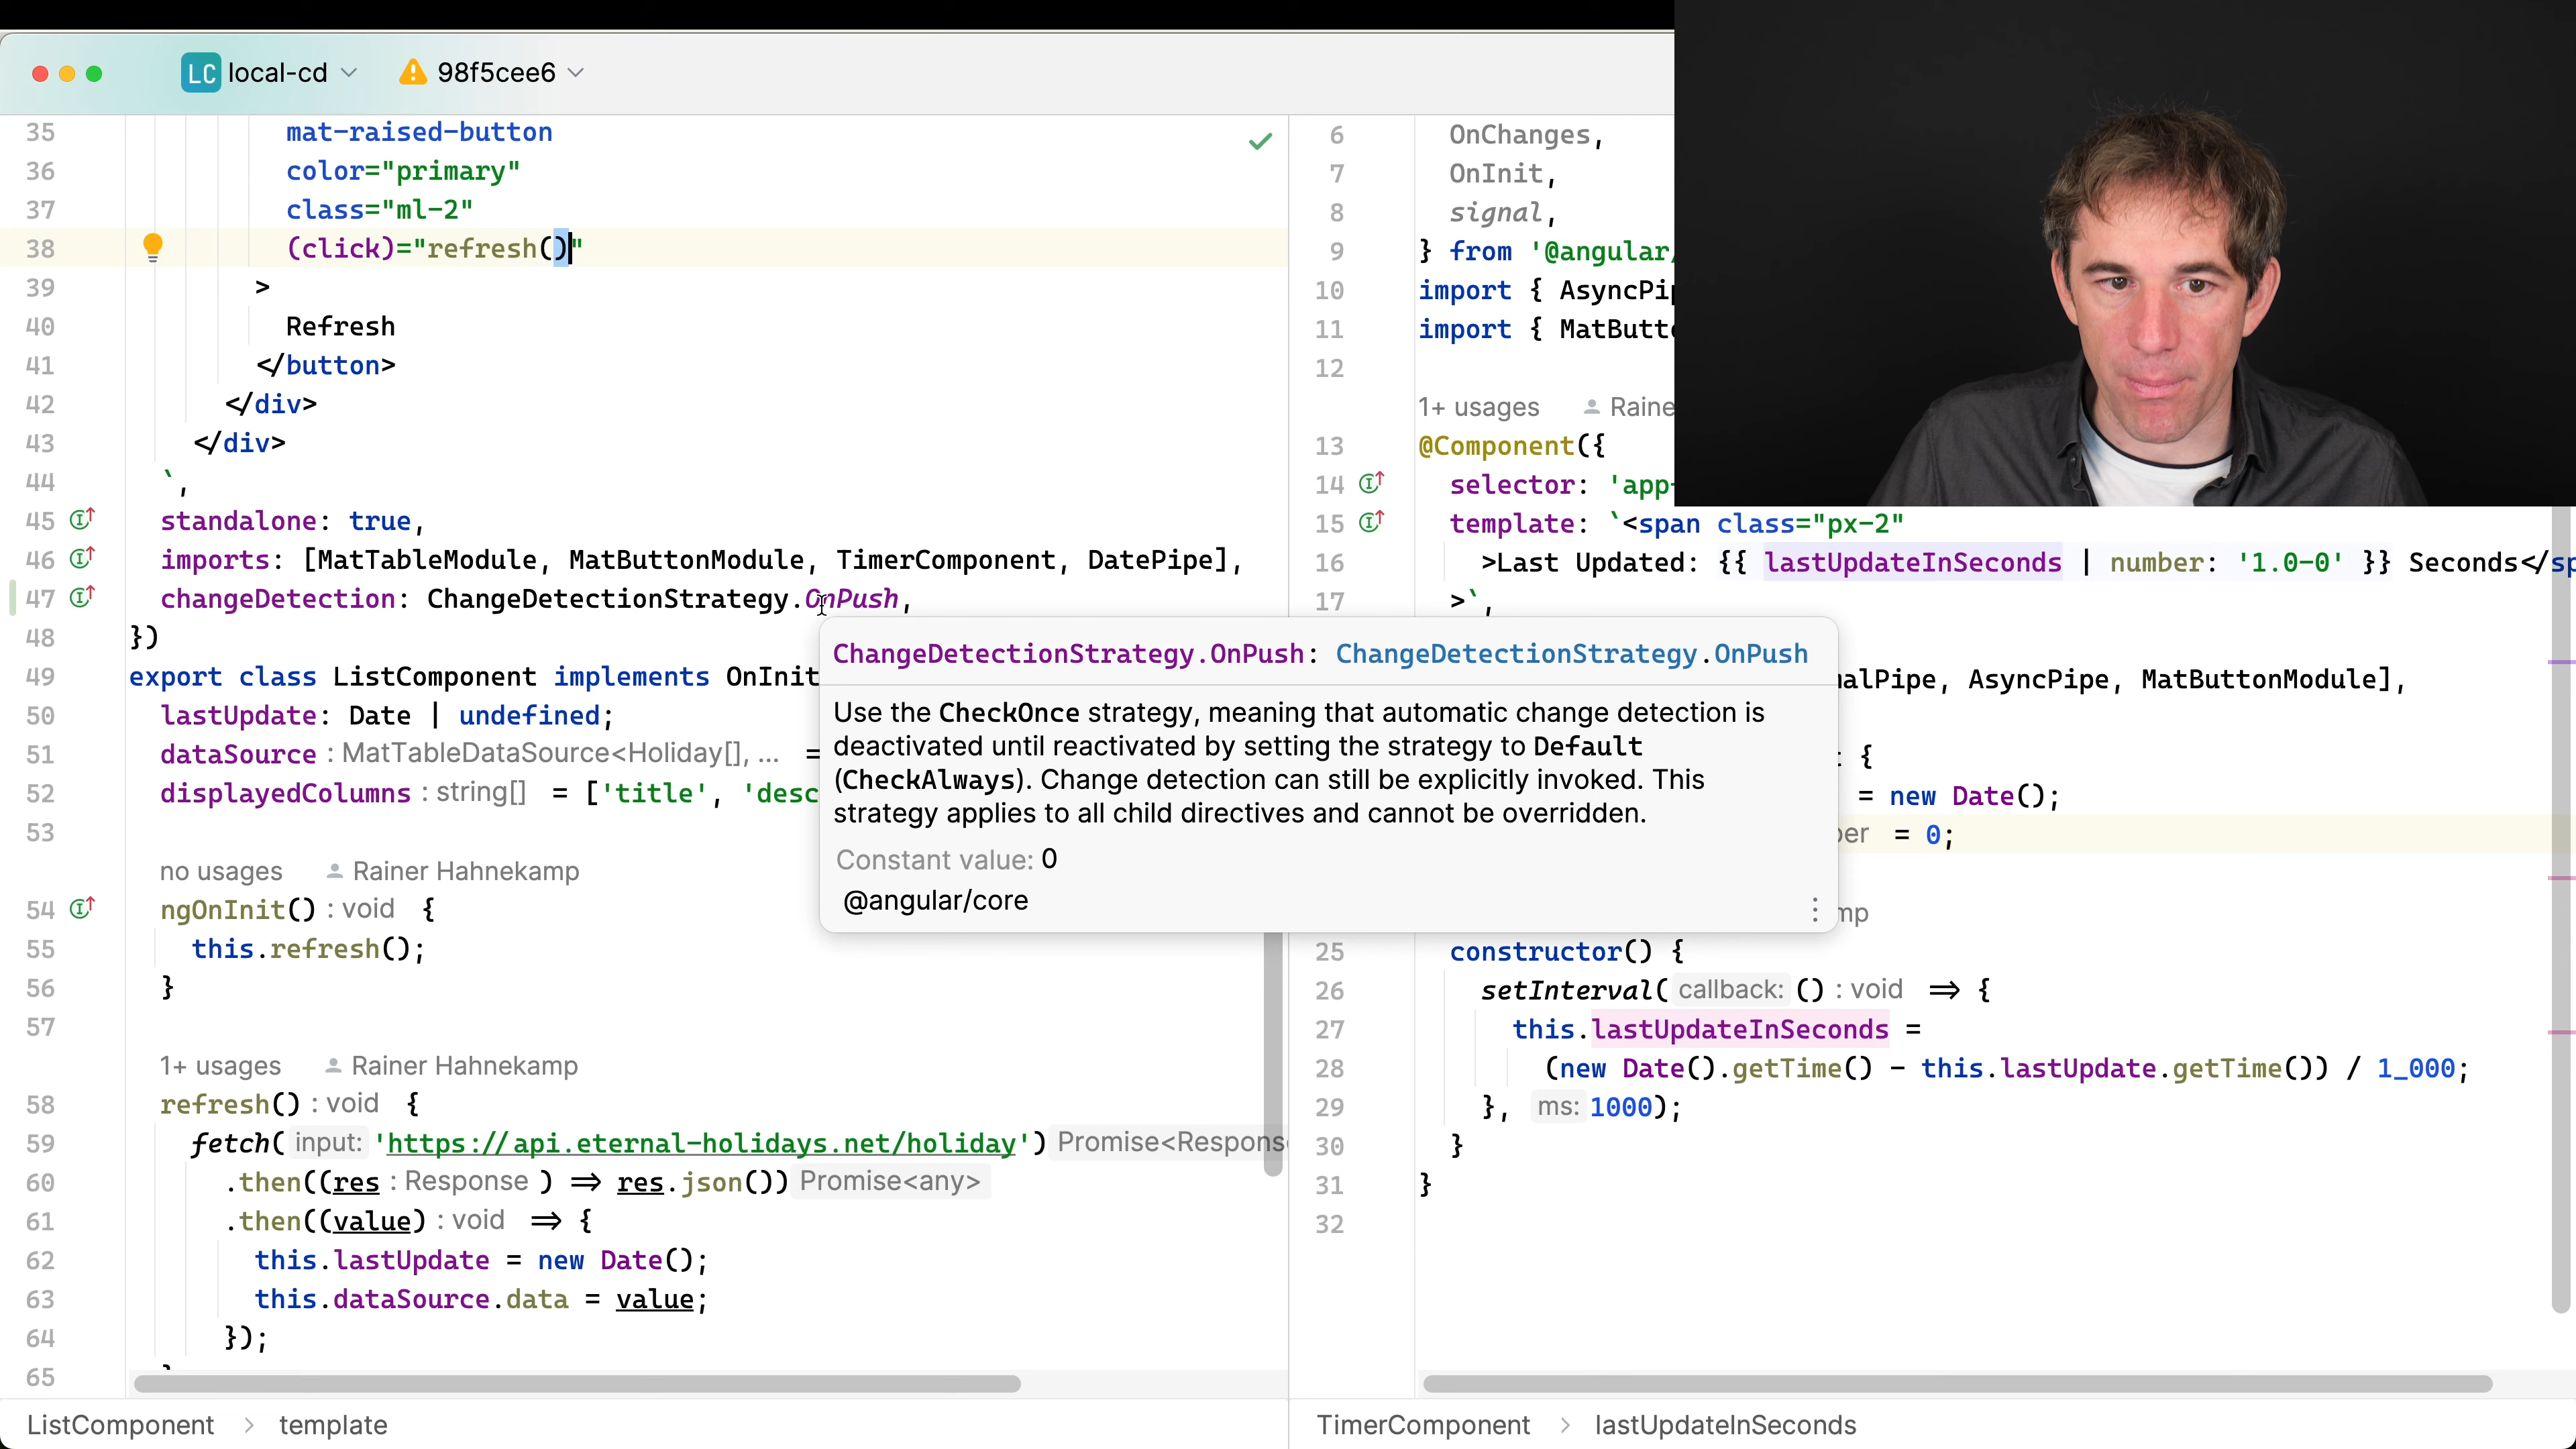 LC local-cd 98f5cee6
35 mat-raised-button
36 color="primary"
37 class="ml-2"
38 (click)="refresh()"
39 >
40 Refresh
41 </button>
42 </div>
43 </div>
44 `,
45 standalone: true,
46 imports: [MatTableModule, MatButtonModule, TimerComponent, DatePipe],
47 changeDetection: ChangeDetectionStrategy.OnPush,
48 })
49 export class ListComponent implements OnInit
50 lastUpdate: Date | undefined;
51 dataSource : MatTableDataSource<Holiday[], ... =
52 displayedColumns : string[] = ['title', 'desc
53
no usages Rainer Hahnekamp
54 ngOnInit() : void {
55 this.refresh();
56 }
57
1+ usages Rainer Hahnekamp
58 refresh() : void {
59 fetch( input: 'https://api.eternal-holidays.net/holiday') Promise<Respons
60 .then((res : Response ) => res.json()) Promise<any>
61 .then((value) : void => {
62 this.lastUpdate = new Date();
63 this.dataSource.data = value;
64 });
65
ListComponent > template
ChangeDetectionStrategy.OnPush: ChangeDetectionStrategy.OnPush
Use the CheckOnce strategy, meaning that automatic change detection is
deactivated until reactivated by setting the strategy to Default
(CheckAlways). Change detection can still be explicitly invoked. This
strategy applies to all child directives and cannot be overridden.
Constant value: 0
@angular/core
6 OnChanges,
7 OnInit,
8 signal,
9 } from '@angular/
10 import { AsyncPip
11 import { MatButto
12
1+ usages Raine
13 @Component({
14 selector: 'app-
15 template: `<span class="px-2"
16 >Last Updated: {{ lastUpdateInSeconds | number: '1.0-0' }} Seconds</sp
17 >`,
alPipe, AsyncPipe, MatButtonModule],
: {
= new Date();
ber = 0;
mp
25 constructor() {
26 setInterval( callback: () : void => {
27 this.lastUpdateInSeconds =
28 (new Date().getTime() - this.lastUpdate.getTime()) / 1_000;
29 }, ms: 1000);
30 }
31 }
32
TimerComponent > lastUpdateInSeconds